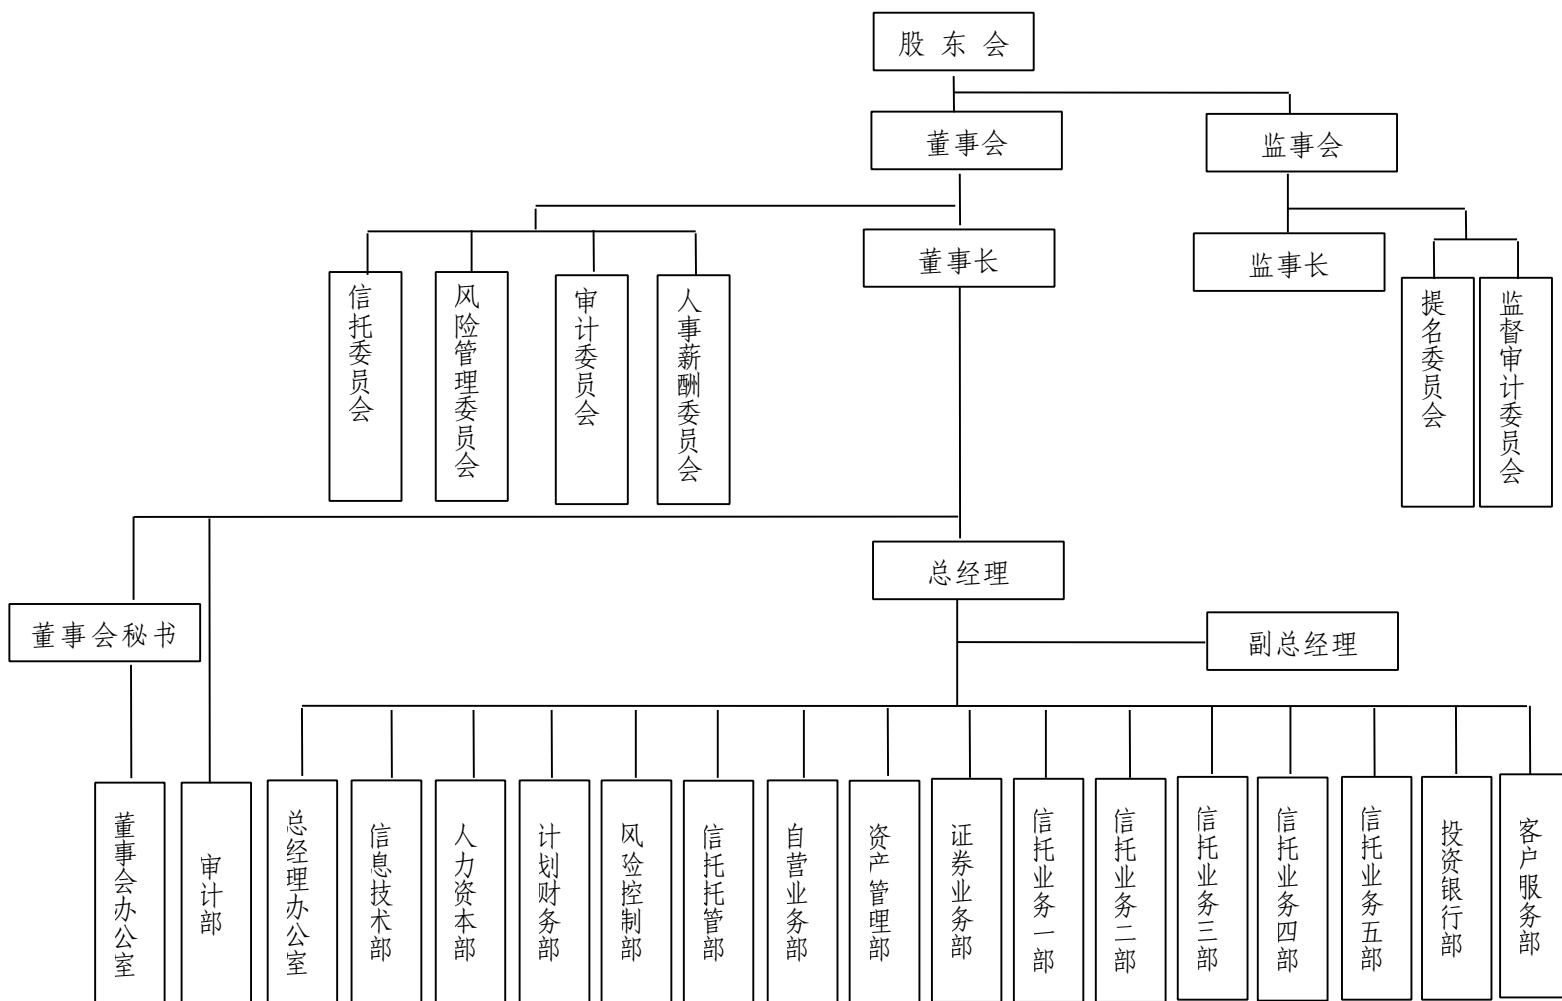 股 东 会
董事会
监事会
董事长
监事长
信托委员会
风险管理委员会
审计委员会
人事薪酬委员会
提名委员会
监督审计委员会
总经理
董事会秘书
副总经理
董事会办公室
审计部
总经理办公室
信息技术部
人力资本部
计划财务部
风险控制部
信托托管部
自营业务部
资产管理部
证券业务部
信托业务一部
信托业务二部
信托业务三部
信托业务四部
信托业务五部
投资银行部
客户服务部